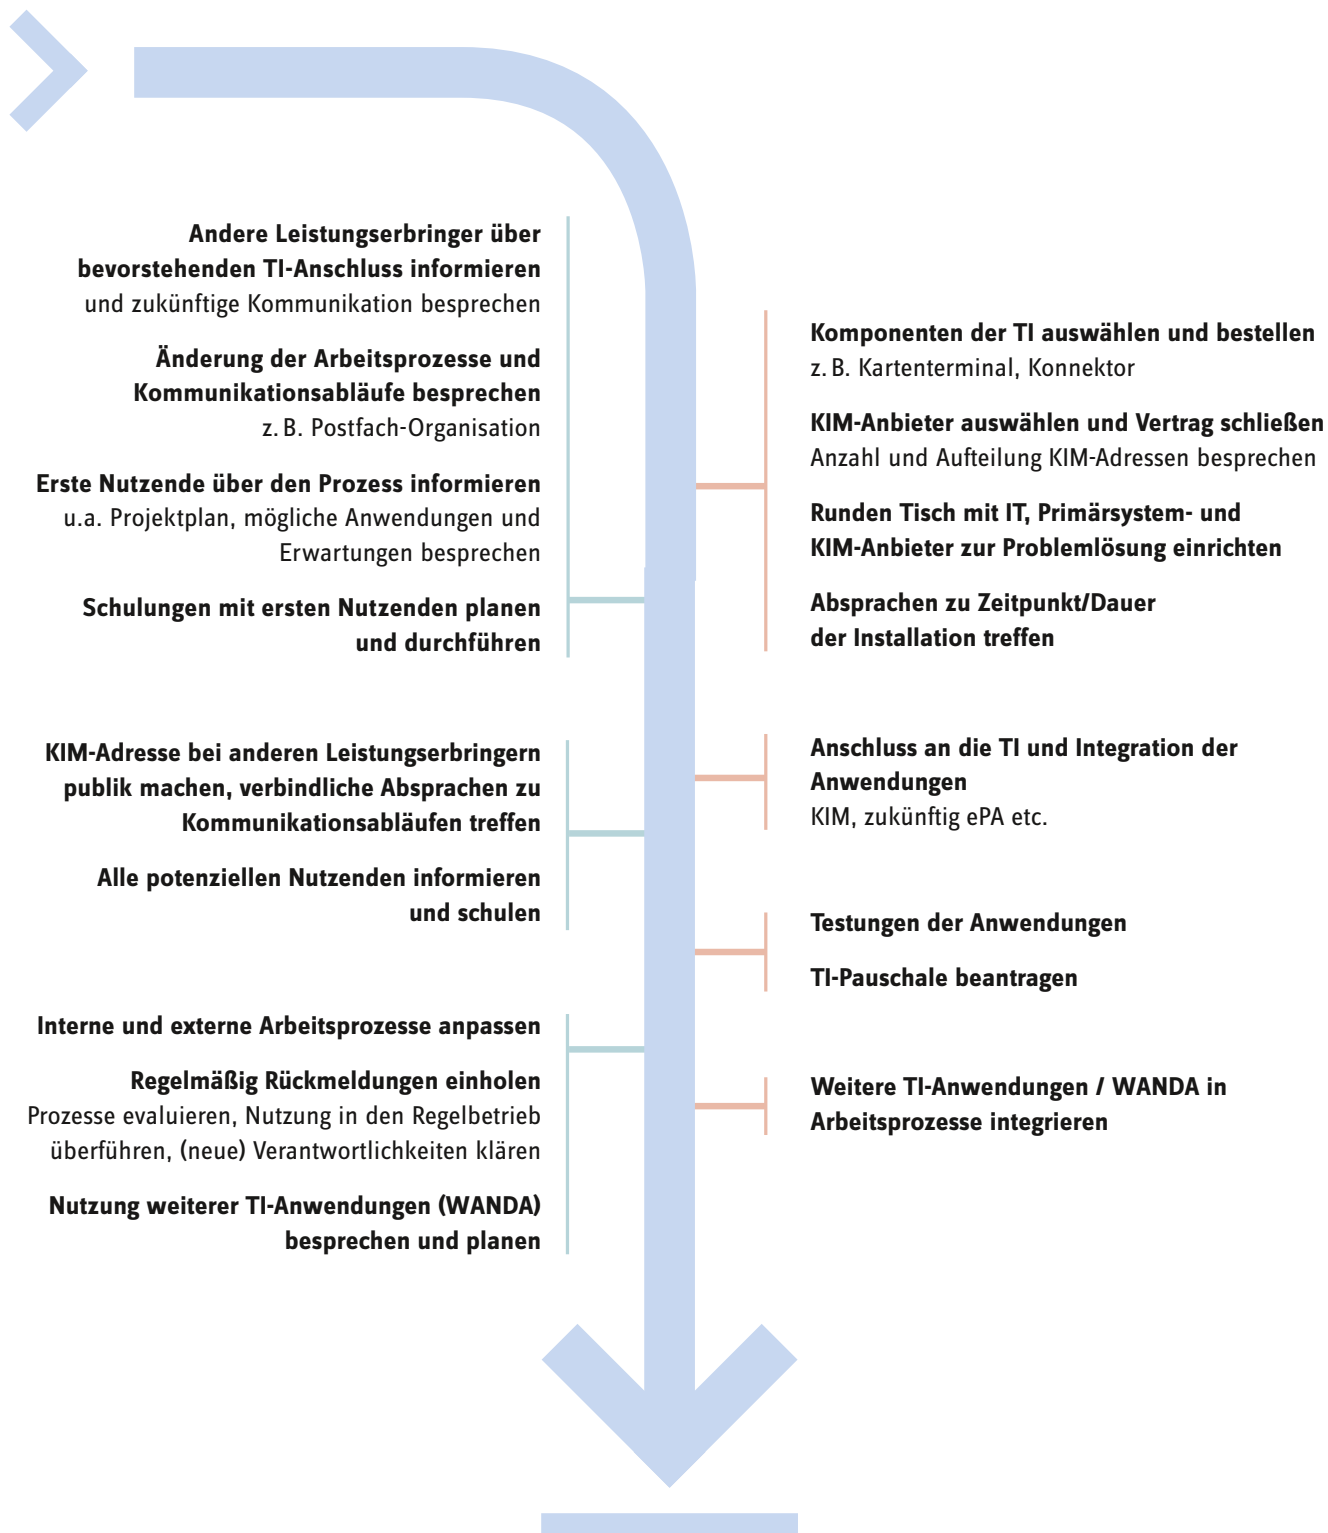 Andere Leistungserbringer über
bevorstehenden TI-Anschluss informieren
und zukünftige Kommunikation besprechen
Änderung der Arbeitsprozesse und
Kommunikationsabläufe besprechen
z. B. Postfach-Organisation
Erste Nutzende über den Prozess informieren
u.a. Projektplan, mögliche Anwendungen und
Erwartungen besprechen
Schulungen mit ersten Nutzenden planen
und durchführen
Komponenten der TI auswählen und bestellen
z. B. Kartenterminal, Konnektor
KIM-Anbieter auswählen und Vertrag schließen
Anzahl und Aufteilung KIM-Adressen besprechen
Runden Tisch mit IT, Primärsystem- und
KIM-Anbieter zur Problemlösung einrichten
Absprachen zu Zeitpunkt/Dauer
der Installation treffen
KIM-Adresse bei anderen Leistungserbringern
publik machen, verbindliche Absprachen zu
Kommunikationsabläufen treffen
Alle potenziellen Nutzenden informieren
und schulen
Anschluss an die TI und Integration der
Anwendungen
KIM, zukünftig ePA etc.
Testungen der Anwendungen
TI-Pauschale beantragen
Interne und externe Arbeitsprozesse anpassen
Regelmäßig Rückmeldungen einholen
Prozesse evaluieren, Nutzung in den Regelbetrieb
überführen, (neue) Verantwortlichkeiten klären
Nutzung weiterer TI-Anwendungen (WANDA)
besprechen und planen
Weitere TI-Anwendungen / WANDA in
Arbeitsprozesse integrieren